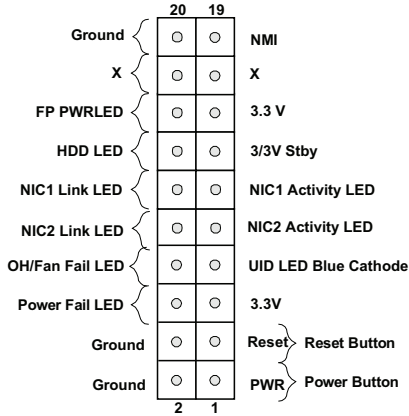 20 19
Ground NMI
X X
FP PWRLED 3.3 V
HDD LED 3/3V Stby
NIC1 Link LED NIC1 Activity LED
NIC2 Link LED NIC2 Activity LED
OH/Fan Fail LED UID LED Blue Cathode
Power Fail LED 3.3V
Ground Reset Reset Button
Ground PWR Power Button
2 1